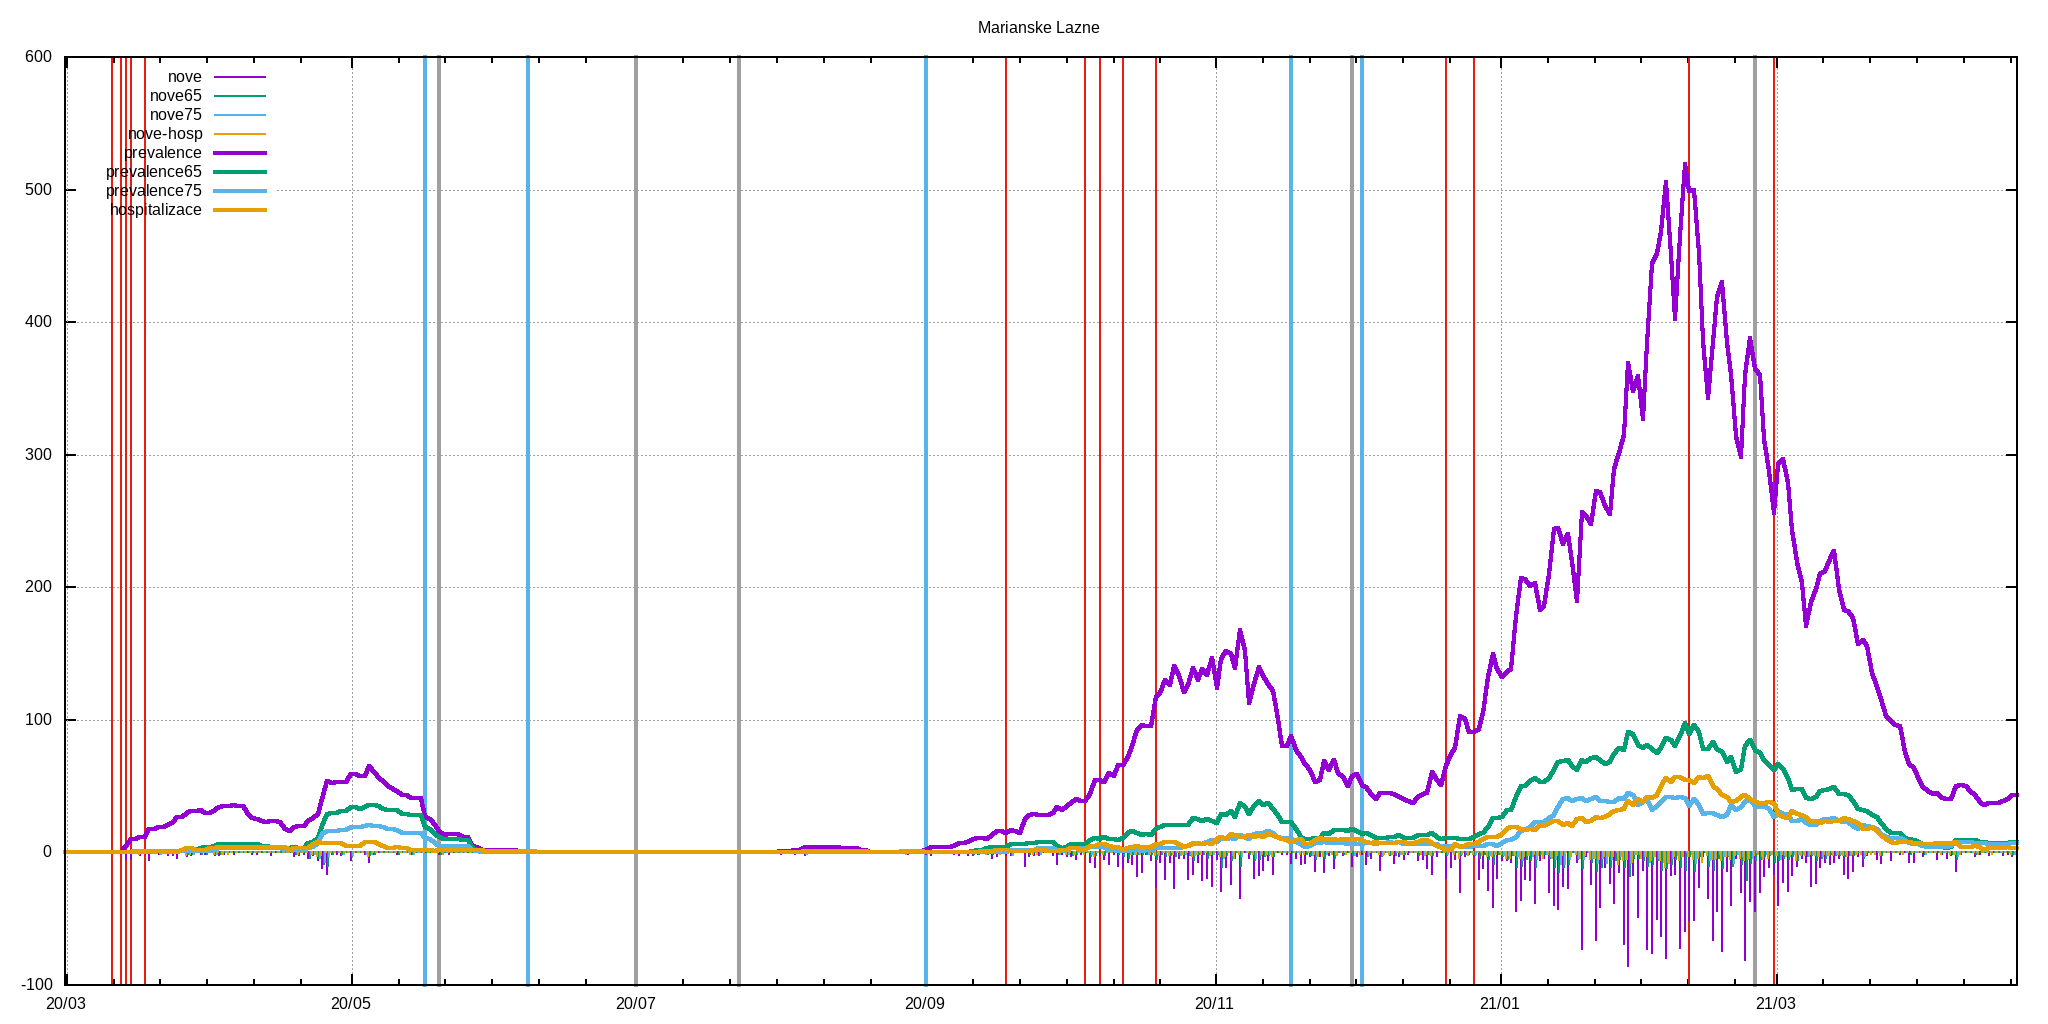 Marianske Lazne
600
500
400
300
200
100
0
-100
nove
nove65
nove75
nove-hosp
prevalence
prevalence65
prevalence75
hospitalizace
20/03 20/05 20/07 20/09 20/11 21/01 21/03